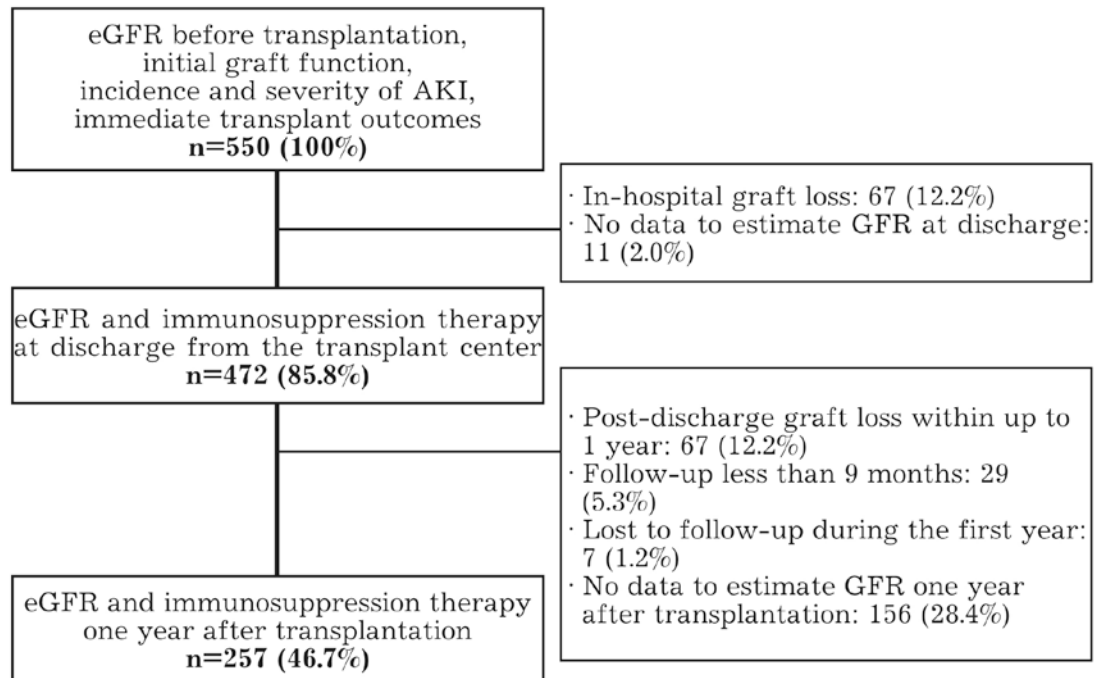 eGFR before transplantation,
initial graft function,
incidence and severity of AKI,
immediate transplant outcomes
n=550 (100%)
· In-hospital graft loss: 67 (12.2%)
· No data to estimate GFR at discharge:
11 (2.0%)
eGFR and immunosuppression therapy
at discharge from the transplant center
n=472 (85.8%)
· Post-discharge graft loss within up to
1 year: 67 (12.2%)
· Follow-up less than 9 months: 29
(5.3%)
· Lost to follow-up during the first year:
7 (1.2%)
· No data to estimate GFR one year
after transplantation: 156 (28.4%)
eGFR and immunosuppression therapy
one year after transplantation
n=257 (46.7%)